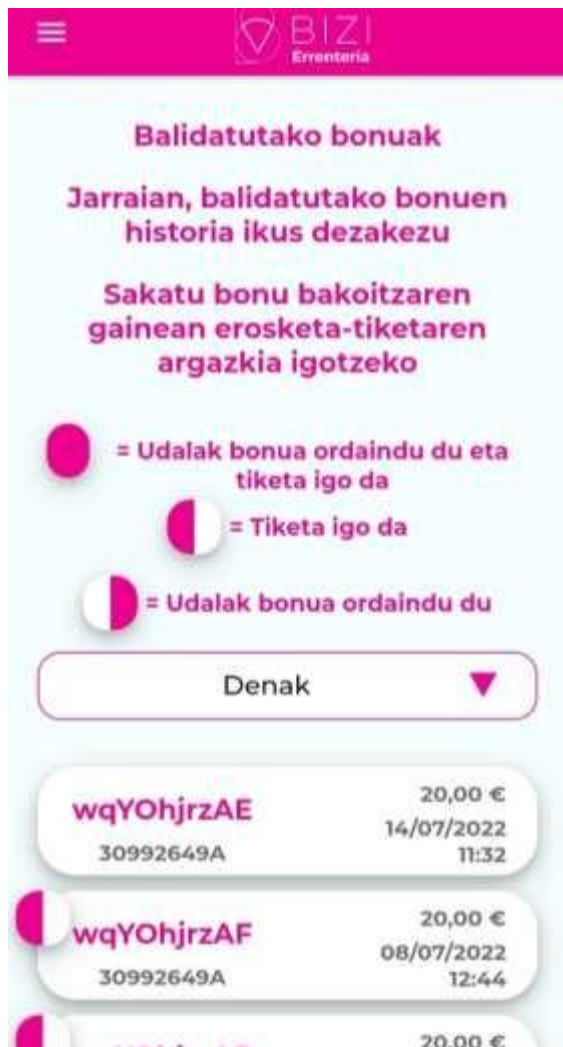 BIZI
Errenteria
Balidatutako bonuak
Jarraian, balidatutako bonuen
historia ikus dezakezu
Sakatu bonu bakoitzaren
gainean erosketa-tiketaren
argazkia igotzeko
= Udalak bonua ordaindu du eta
tiketa igo da
= Tiketa igo da
= Udalak bonua ordaindu du
Denak
wqYOhjrzAE
20,00 €
14/07/2022
30992649A
11:32
wqYOhjrzAF
20,00 €
08/07/2022
30992649A
12:44
20,00 €